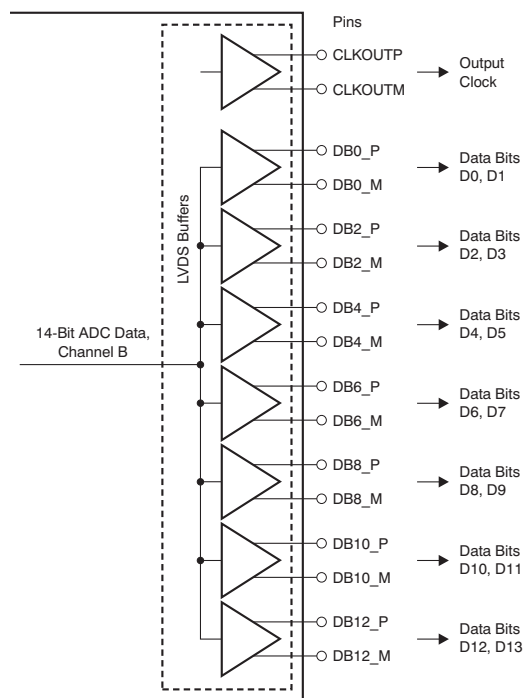 Pins
CLKOUTP
CLKOUTM
Output
Clock
DB0_P
DB0_M
Data Bits
D0, D1
DB2_P
DB2_M
Data Bits
D2, D3
DB4_P
DB4_M
Data Bits
D4, D5
DB6_P
DB6_M
Data Bits
D6, D7
DB8_P
DB8_M
Data Bits
D8, D9
DB10_P
DB10_M
Data Bits
D10, D11
DB12_P
DB12_M
Data Bits
D12, D13
LVDS Buffers
14-Bit ADC Data,
Channel B